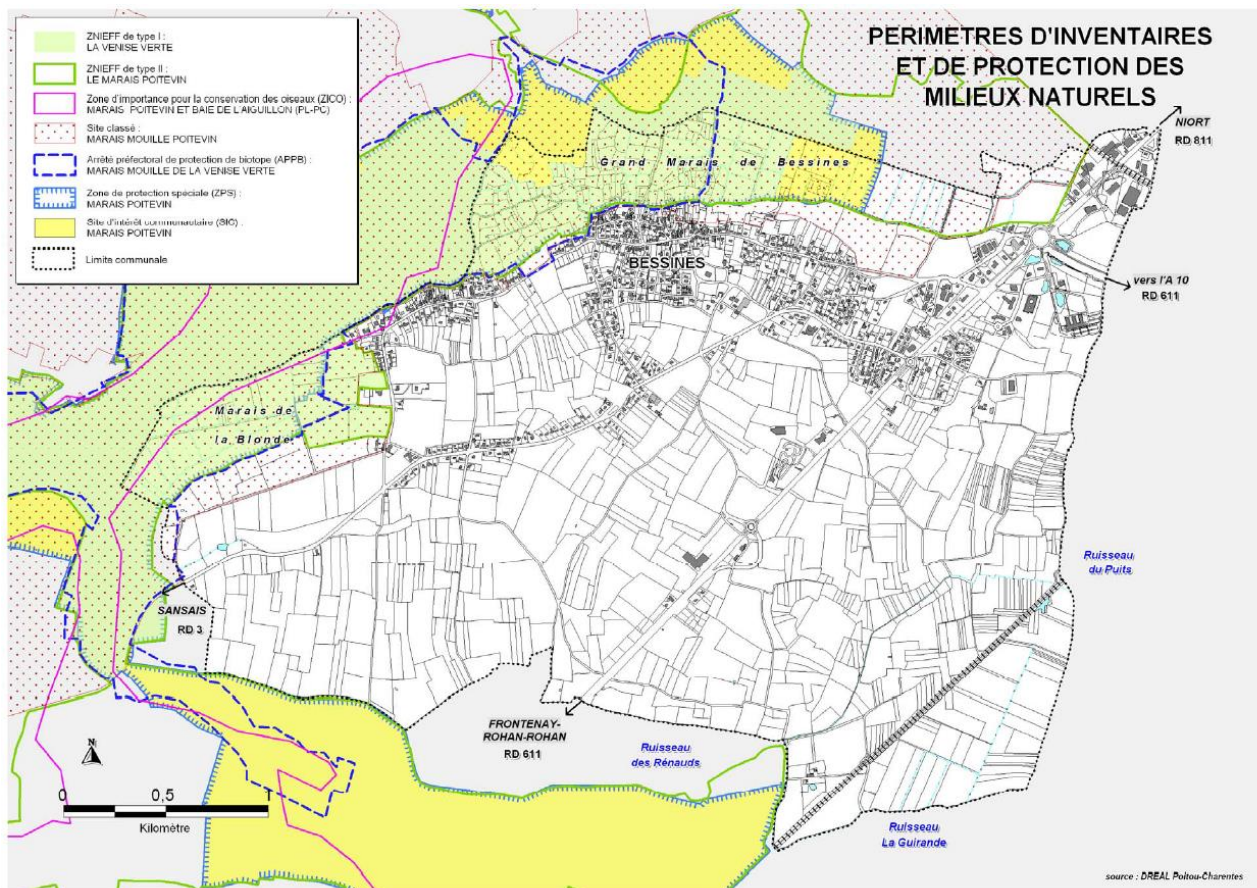 PERIMETRES D'INVENTAIRES
ET DE PROTECTION DES
MILIEUX NATURELS
ZNIEFF de type I :
LA VENISE VERTE
ZNIEFF de type II :
LE MARAIS POITEVIN
Zone d'importance pour la conservation des oiseaux (ZICO) :
MARAIS POITEVIN ET BAIE DE L'AIGUILLON (PL-PC)
Site classé :
MARAIS MOUILLE POITEVIN
Arrêté préfectoral de protection de biotope (APPB) :
MARAIS MOUILLE DE LA VENISE VERTE
Zone de protection spéciale (ZPS) :
MARAIS POITEVIN
Site d'intérêt communautaire (SIC) :
MARAIS POITEVIN
Limite communale
NIORT
RD 811
Grand Marais de Bessines
BESSINES
vers l'A 10
RD 611
Marais de
la Blonde
Ruisseau
du Puits
SANSAIS
RD 3
FRONTENAY-
ROHAN-ROHAN
RD 611
Ruisseau
des Rénauds
N
0 0,5 1
Kilomètre
Ruisseau
La Guirande
source : DREAL Poitou-Charentes